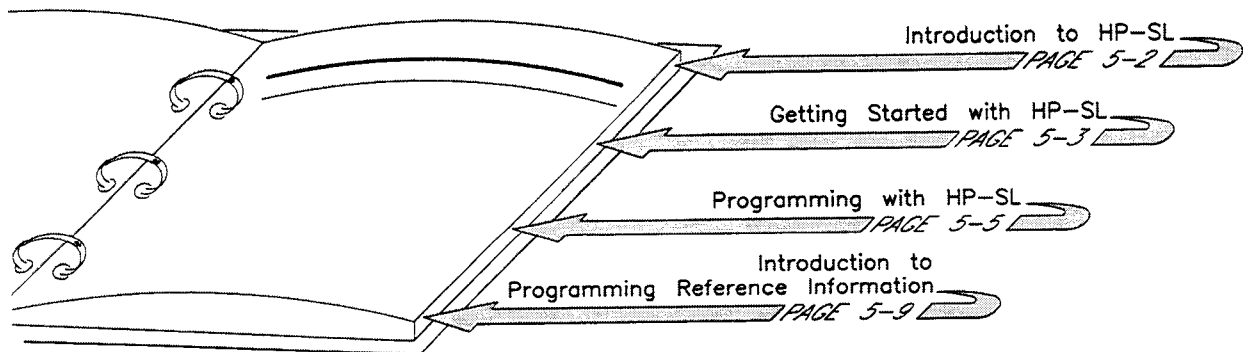 Introduction to HP-SL
PAGE 5-2
Getting Started with HP-SL
PAGE 5-3
Programming with HP-SL
PAGE 5-5
Introduction to
Programming Reference Information
PAGE 5-9